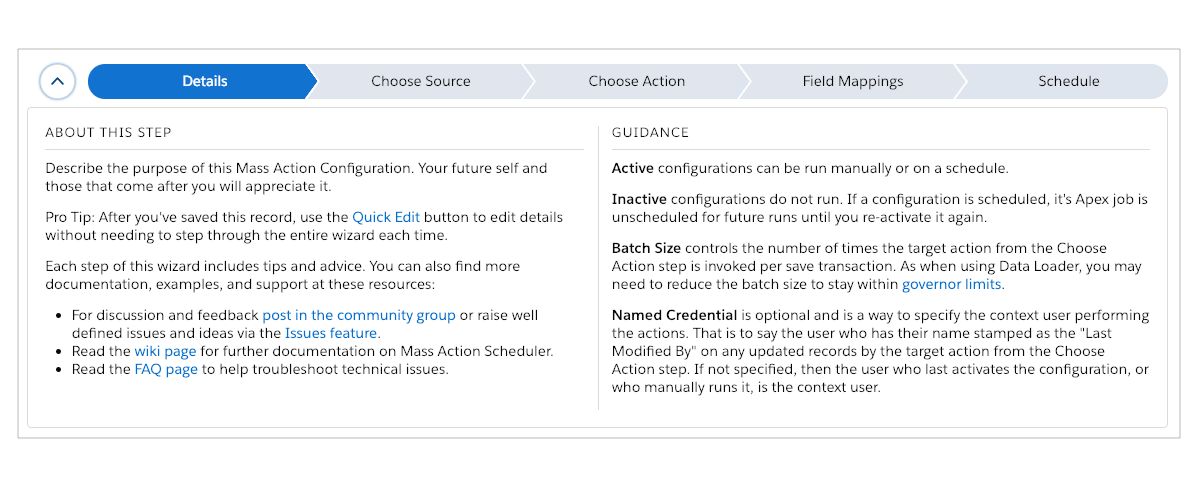 Details
Choose Source
Choose Action
Field Mappings
Schedule
ABOUT THIS STEP
Describe the purpose of this Mass Action Configuration. Your future self and
those that come after you will appreciate it.
Pro Tip: After you've saved this record, use the Quick Edit button to edit details
without needing to step through the entire wizard each time.
Each step of this wizard includes tips and advice. You can also find more
documentation, examples, and support at these resources:
• For discussion and feedback post in the community group or raise well
defined issues and ideas via the Issues feature.
• Read the wiki page for further documentation on Mass Action Scheduler.
• Read the FAQ page to help troubleshoot technical issues.
GUIDANCE
Active configurations can be run manually or on a schedule.
Inactive configurations do not run. If a configuration is scheduled, it's Apex job is
unscheduled for future runs until you re-activate it again.
Batch Size controls the number of times the target action from the Choose
Action step is invoked per save transaction. As when using Data Loader, you may
need to reduce the batch size to stay within governor limits.
Named Credential is optional and is a way to specify the context user performing
the actions. That is to say the user who has their name stamped as the "Last
Modified By" on any updated records by the target action from the Choose
Action step. If not specified, then the user who last activates the configuration, or
who manually runs it, is the context user.